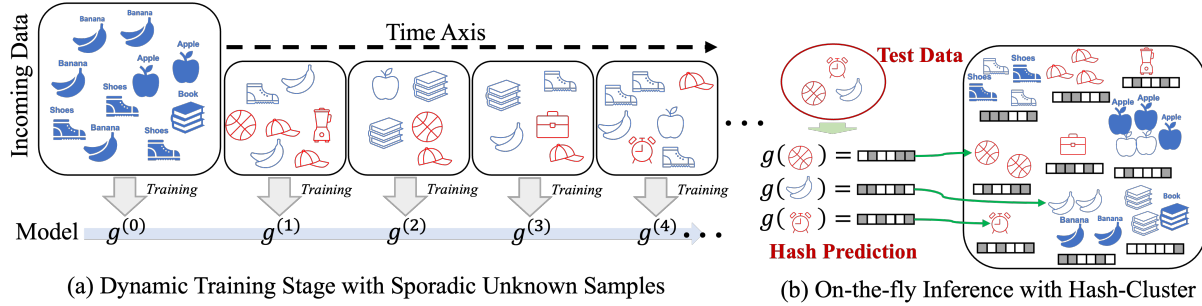 Incoming Data
Banana
Banana
Banana
Apple
Apple
Shoes
Book
Shoes
Banana
Shoes
Time Axis
Training
Training
Training
Training
Training
Model
g(0)
g(1)
g(2)
g(3)
g(4)
(a) Dynamic Training Stage with Sporadic Unknown Samples
Test Data
g( ) =
g( ) =
g( ) =
Hash Prediction
Shoes
Shoes
Apple
Apple
Apple
Book
Banana
Banana
(b) On-the-fly Inference with Hash-Cluster